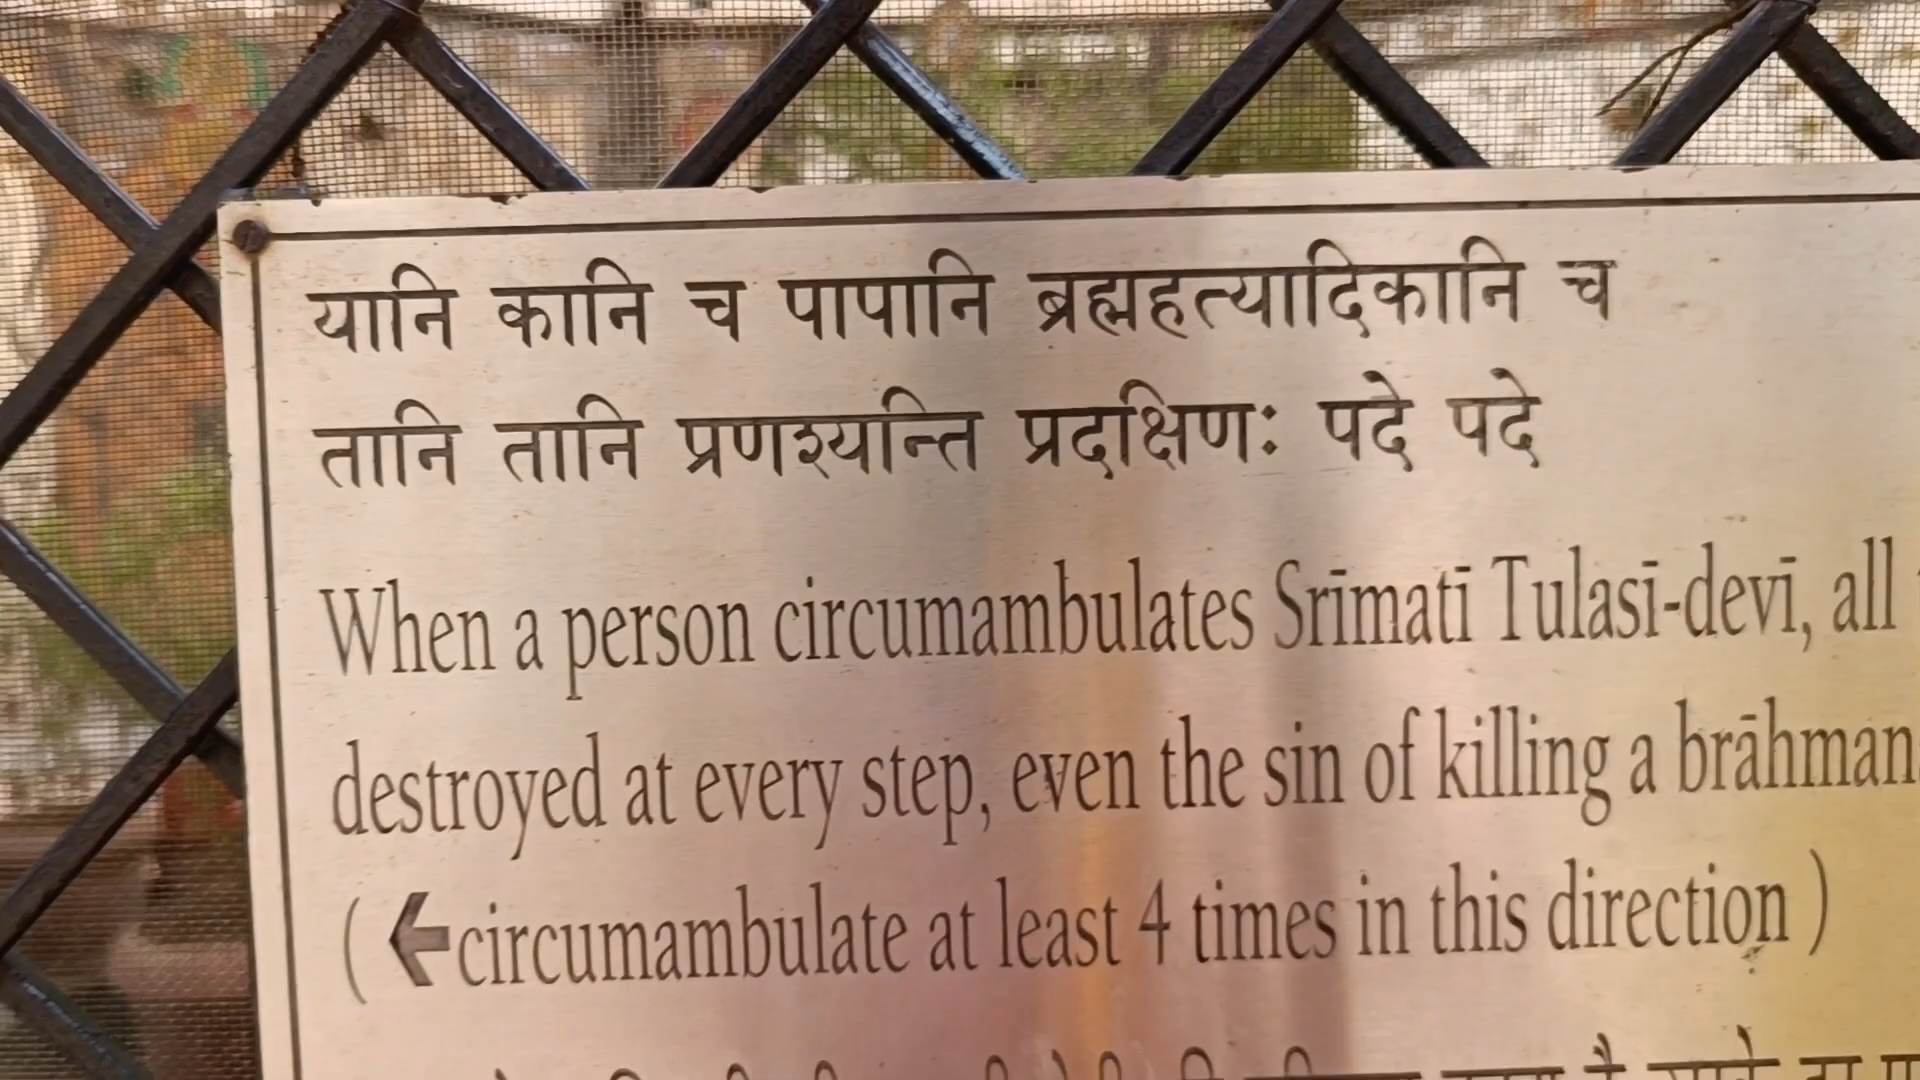 यानि कानि च पापानि ब्रह्महत्यादिकानि च
तानि तानि प्रणश्यन्ति प्रदक्षिणः पदे पदे
When a person circumambulates Srīmatī Tulasī-devī, all
destroyed at every step, even the sin of killing a brāhman
( ←circumambulate at least 4 times in this direction )